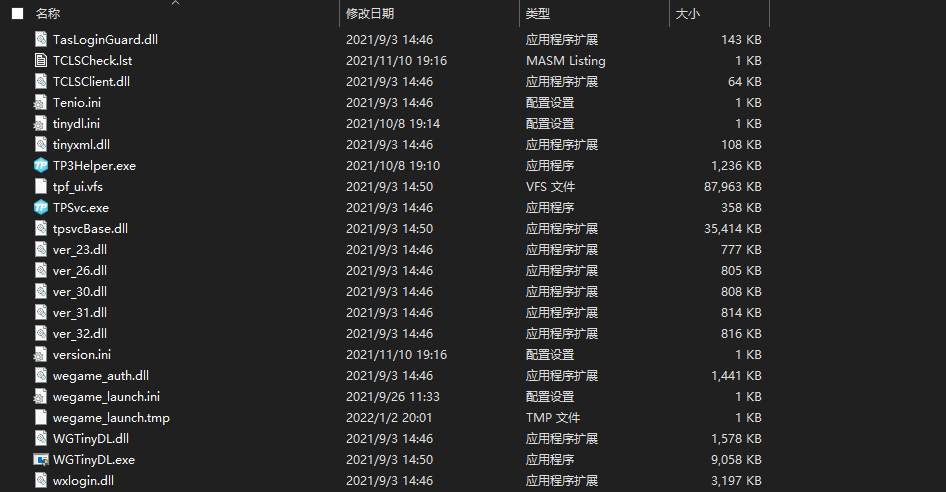 名称 修改日期 类型 大小
TasLoginGuard.dll 2021/9/3 14:46 应用程序扩展 143 KB
TCLSCheck.lst 2021/11/10 19:16 MASM Listing 1 KB
TCLSClient.dll 2021/9/3 14:46 应用程序扩展 64 KB
Tenio.ini 2021/9/3 14:46 配置设置 1 KB
tinydl.ini 2021/10/8 19:14 配置设置 1 KB
tinyxml.dll 2021/9/3 14:46 应用程序扩展 108 KB
TP3Helper.exe 2021/10/8 19:10 应用程序 1,236 KB
tpf_ui.vfs 2021/9/3 14:50 VFS 文件 87,963 KB
TPSvc.exe 2021/9/3 14:46 应用程序 358 KB
tpsvcBase.dll 2021/9/3 14:50 应用程序扩展 35,414 KB
ver_23.dll 2021/9/3 14:46 应用程序扩展 777 KB
ver_26.dll 2021/9/3 14:46 应用程序扩展 805 KB
ver_30.dll 2021/9/3 14:46 应用程序扩展 808 KB
ver_31.dll 2021/9/3 14:46 应用程序扩展 814 KB
ver_32.dll 2021/9/3 14:46 应用程序扩展 816 KB
version.ini 2021/11/10 19:16 配置设置 1 KB
wegame_auth.dll 2021/9/3 14:46 应用程序扩展 1,441 KB
wegame_launch.ini 2021/9/26 11:33 配置设置 1 KB
wegame_launch.tmp 2022/1/2 20:01 TMP 文件 1 KB
WGTinyDL.dll 2021/9/3 14:46 应用程序扩展 1,578 KB
WGTinyDL.exe 2021/9/3 14:50 应用程序 9,058 KB
wxlogin.dll 2021/9/3 14:46 应用程序扩展 3,197 KB